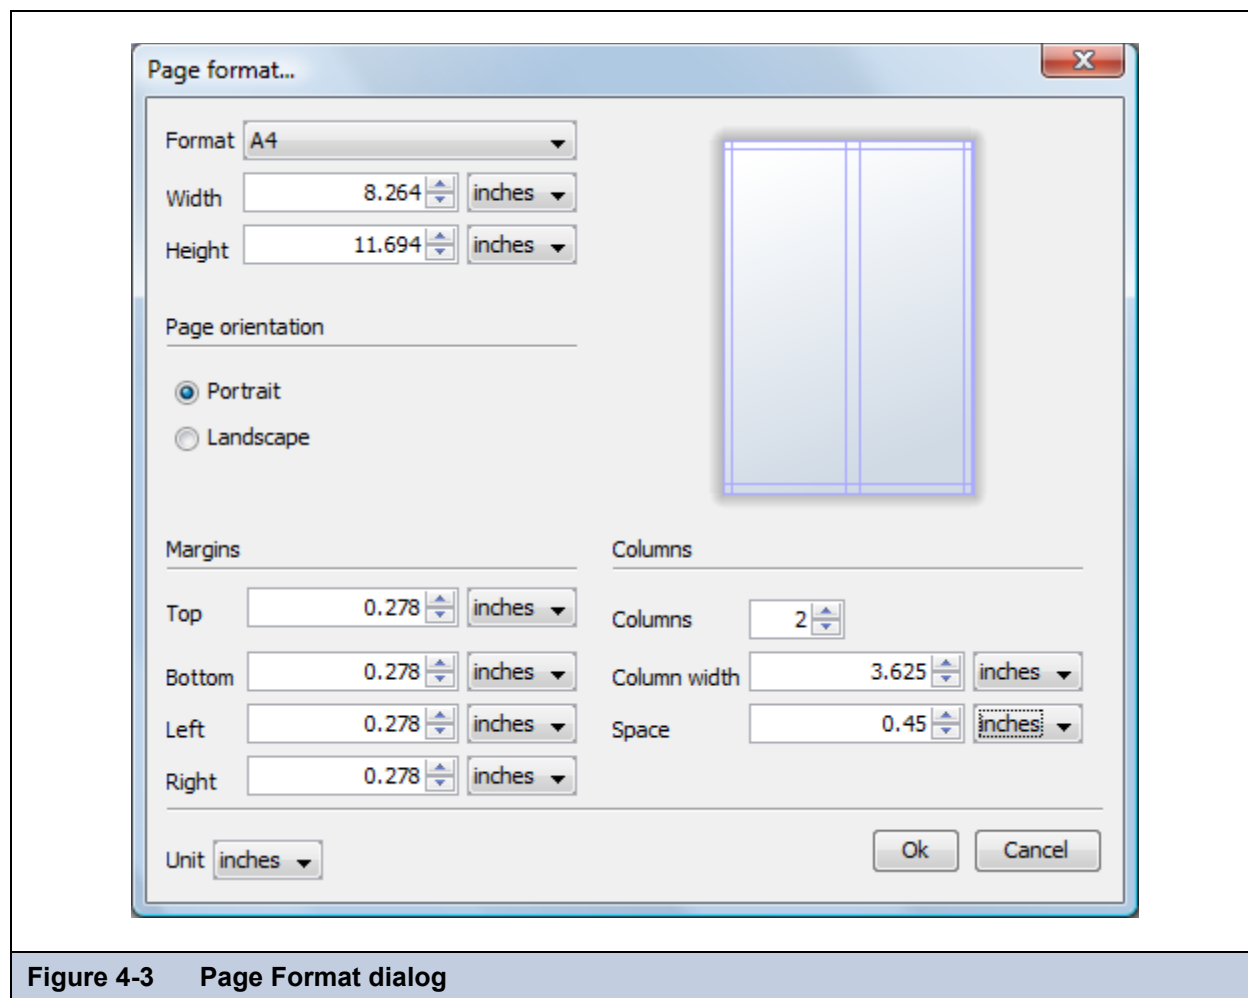 Page format...
Format A4
Width 8.264 inches
Height 11.694 inches
Page orientation
Portrait
Landscape
Margins
Top 0.278 inches
Bottom 0.278 inches
Left 0.278 inches
Right 0.278 inches
Columns
Columns 2
Column width 3.625 inches
Space 0.45 inches
Unit inches
Ok Cancel
Figure 4-3 Page Format dialog